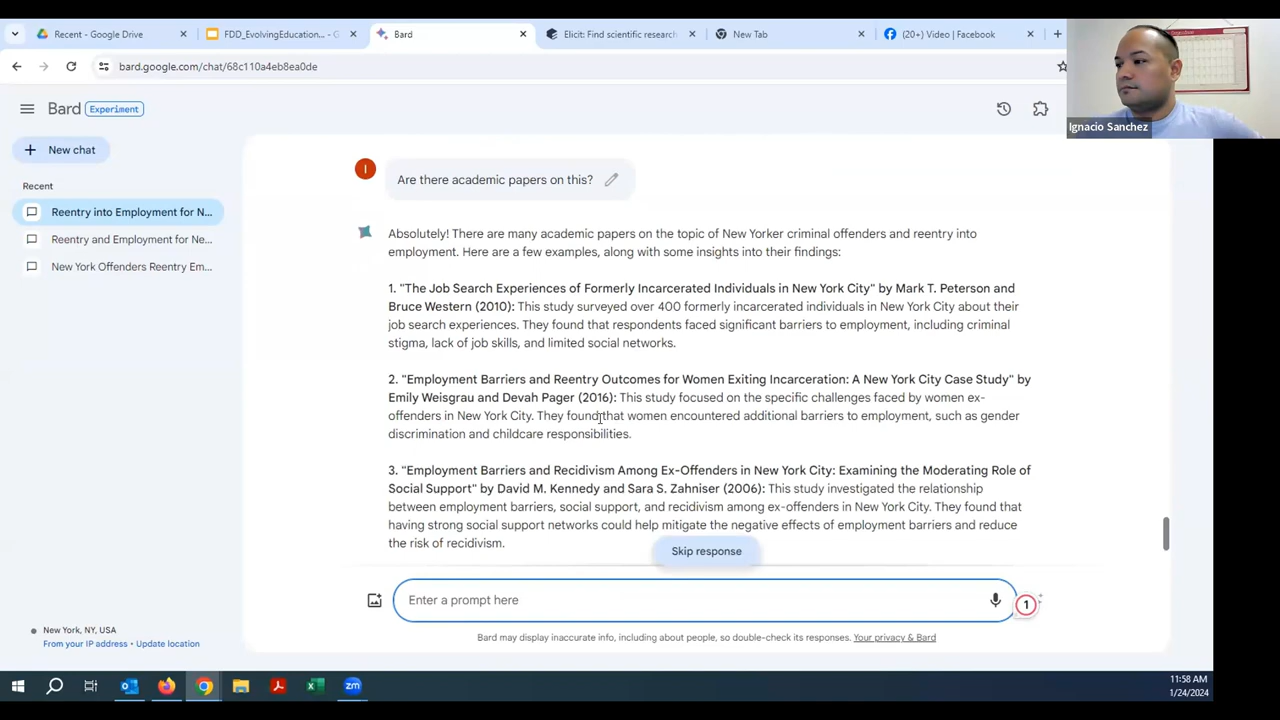 Recent - Google Drive
FDD_EvolvingEducation... - G
Bard
Elicit: Find scientific research
New Tab
(20+) Video | Facebook
bard.google.com/chat/68c110a4eb8ea0de
Ignacio Sanchez
Bard
Experiment
New chat
Recent
Reentry into Employment for N...
Reentry and Employment for Ne...
New York Offenders Reentry Em...
I
Are there academic papers on this?
Absolutely! There are many academic papers on the topic of New Yorker criminal offenders and reentry into
employment. Here are a few examples, along with some insights into their findings:
1. "The Job Search Experiences of Formerly Incarcerated Individuals in New York City" by Mark T. Peterson and
Bruce Western (2010): This study surveyed over 400 formerly incarcerated individuals in New York City about their
job search experiences. They found that respondents faced significant barriers to employment, including criminal
stigma, lack of job skills, and limited social networks.
2. "Employment Barriers and Reentry Outcomes for Women Exiting Incarceration: A New York City Case Study" by
Emily Weisgrau and Devah Pager (2016): This study focused on the specific challenges faced by women ex-
offenders in New York City. They found that women encountered additional barriers to employment, such as gender
discrimination and childcare responsibilities.
3. "Employment Barriers and Recidivism Among Ex-Offenders in New York City: Examining the Moderating Role of
Social Support" by David M. Kennedy and Sara S. Zahniser (2006): This study investigated the relationship
between employment barriers, social support, and recidivism among ex-offenders in New York City. They found that
having strong social support networks could help mitigate the negative effects of employment barriers and reduce
the risk of recidivism.
Skip response
Enter a prompt here
1
Bard may display inaccurate info, including about people, so double-check its responses. Your privacy & Bard
New York, NY, USA
From your IP address • Update location
zm
11:58 AM
1/24/2024